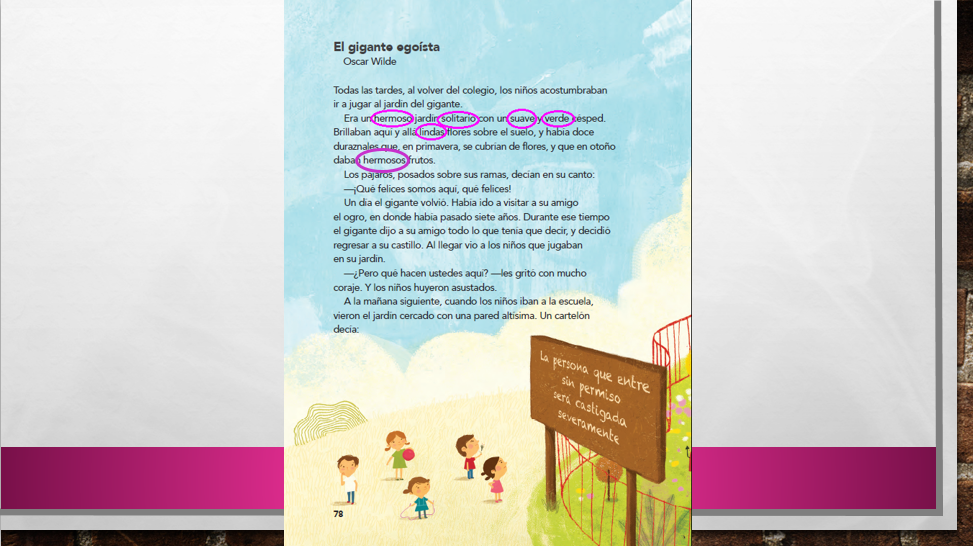 El gigante egoísta
Oscar Wilde
Todas las tardes, al volver del colegio, los niños acostumbraban
ir a jugar al jardín del gigante.
Era un hermoso jardín solitario con un suave y verde césped.
Brillaban aquí y allá lindas flores sobre el suelo, y había doce
duraznales que, en primavera, se cubrían de flores, y que en otoño
daban hermosos frutos.
Los pájaros, posados sobre sus ramas, decían en su canto:
—¡Qué felices somos aquí, qué felices!
Un día el gigante volvió. Había ido a visitar a su amigo
el ogro, en donde había pasado siete años. Durante ese tiempo
el gigante dijo a su amigo todo lo que tenía que decir, y decidió
regresar a su castillo. Al llegar vio a los niños que jugaban
en su jardín.
—¿Pero qué hacen ustedes aquí? —les gritó con mucho
coraje. Y los niños huyeron asustados.
A la mañana siguiente, cuando los niños iban a la escuela,
vieron el jardín cercado con una pared altísima. Un cartelón
decía:
La persona que entre
sin permiso
será castigada
severamente
78